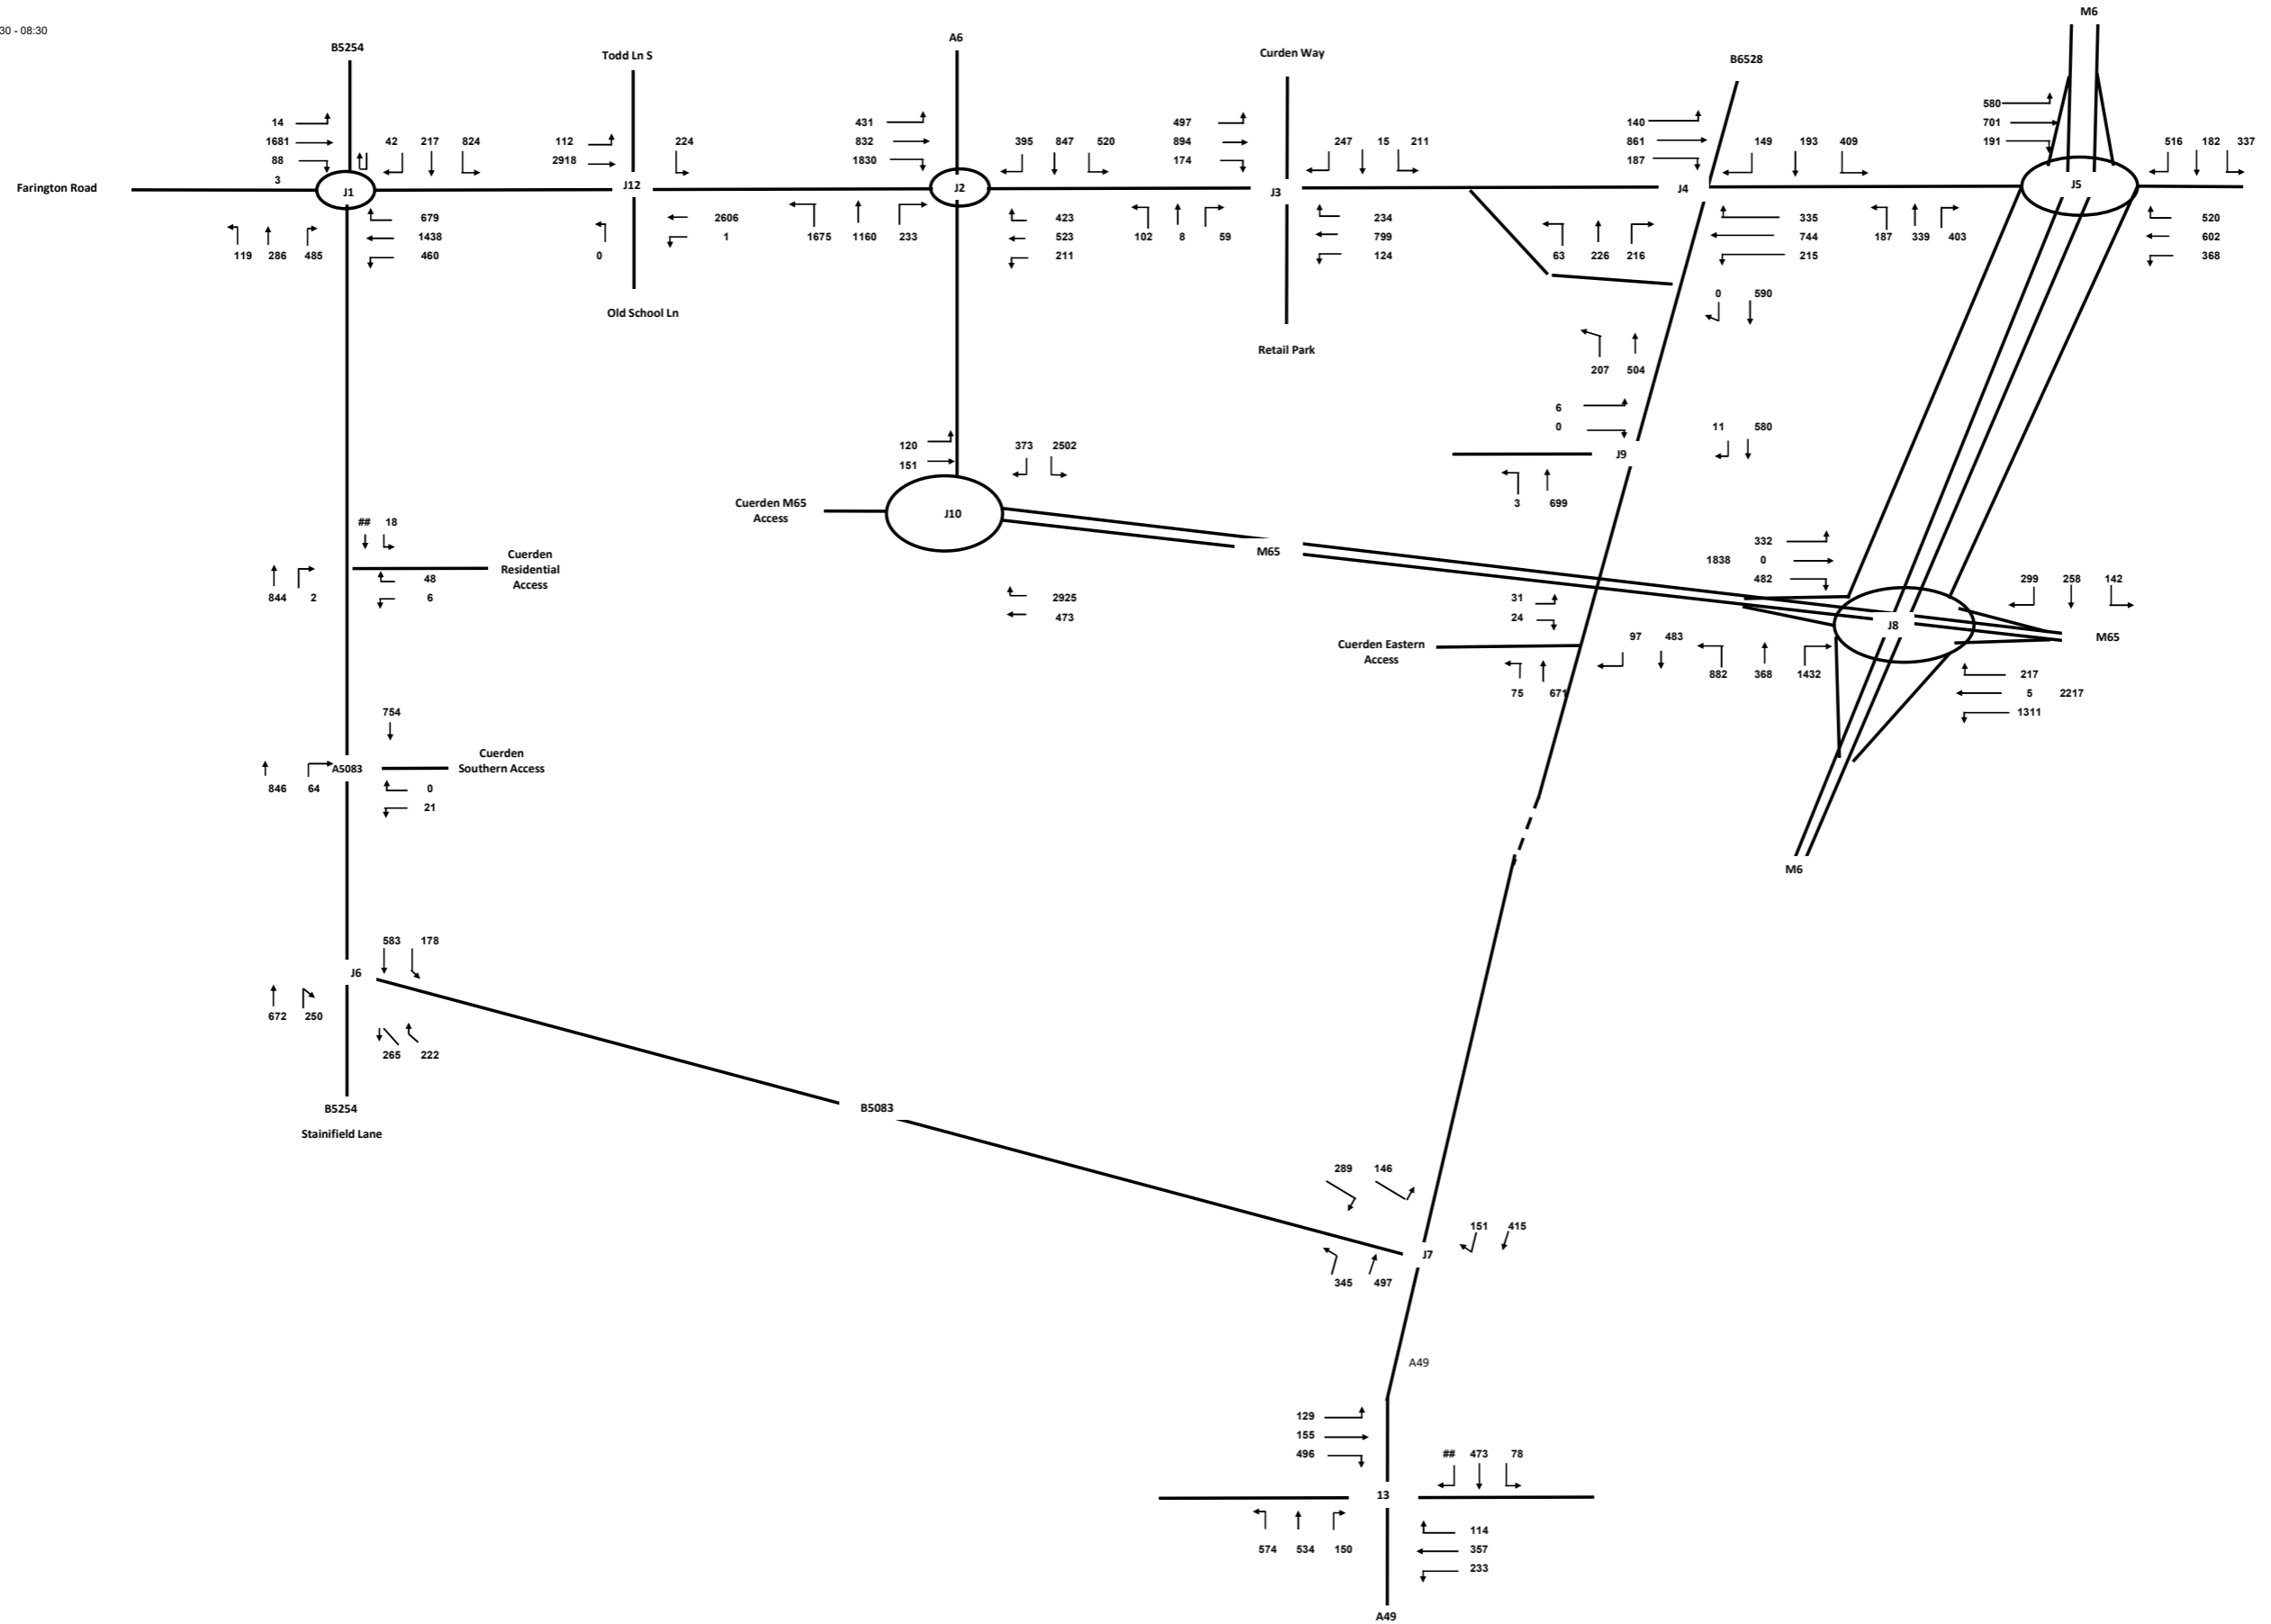 M6
30 - 08:30
A6
B5254
Todd Ln S
Curden Way
B6528
580
14 431 497 140 701
1681 42 217 824 112 224 832 395 847 520 894 247 15 211 861 149 193 409 191 516 182 337
88 2918 1830 174 187
3
Farington Road J1 J12 J2 J3 J4 J5
679 2606 423 234 335 520
1438 1 1675 1160 233 523 102 8 59 799 744 187 339 403 602
119 286 485 460 0 211 124 63 226 216 215 368
0 590
Old School Ln
Retail Park
207 504
6
0 11 580
120 373 2502
151 J9
Cuerden M65
Access
J10 3 699
## 18
M65
332
1838 0
482
Cuerden
Residential
Access
48
6
844 2
299 258 142
2925
473
31
24
J8 M65
Cuerden Eastern
Access
97 483
882 368 1432
217
5 2217
1311
75 671
754
Cuerden
Southern Access
A5083
846 64 0
21
M6
583 178
J6
672 250
265 222
B5254
B5083
Stainifield Lane
289 146
151 415
J7
345 497
A49
129
155
496 ## 473 78
13
114
574 534 150 357
233
A49